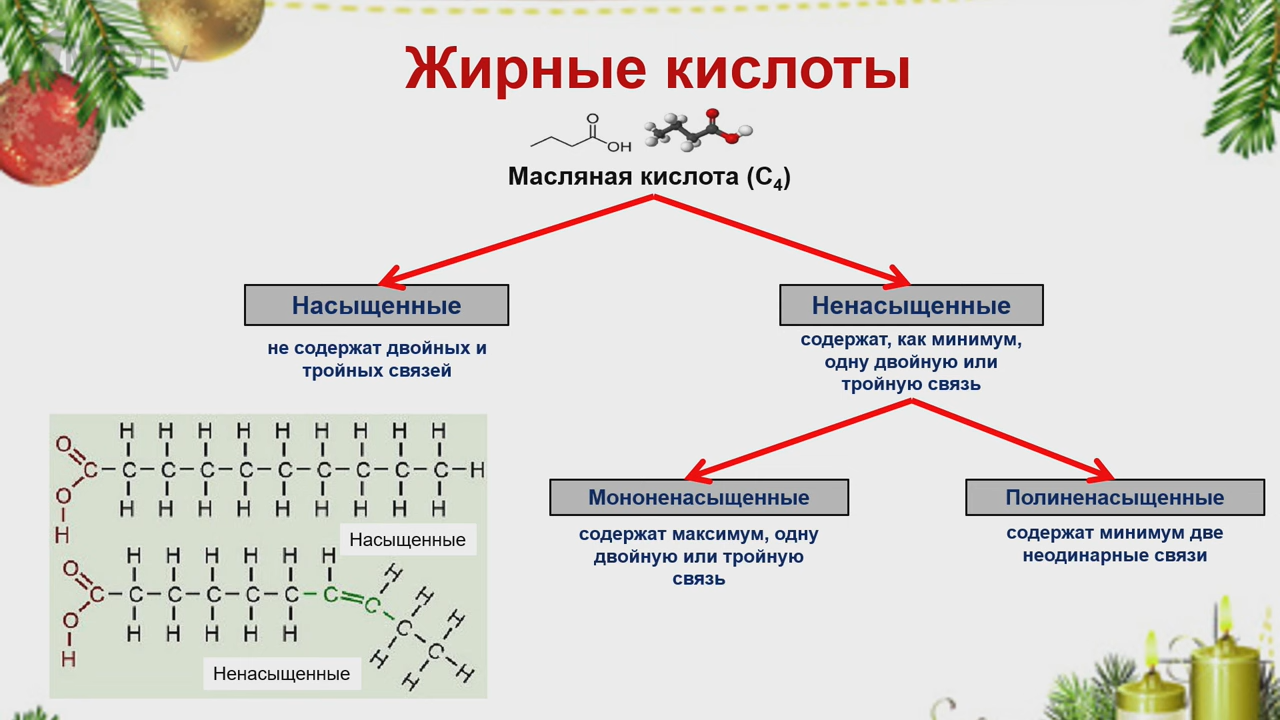 Жирные кислоты
O
OH
Масляная кислота (C₄)
Насыщенные
Ненасыщенные
не содержат двойных и
тройных связей
содержат, как минимум,
одну двойную или
тройную связь
Мононенасыщенные
Полиненасыщенные
содержат максимум, одну
двойную или тройную
связь
содержат минимум две
неодинарные связи
H H H H H H H H H
O
C-C-C-C-C-C-C-C-C-C-H
O
H H H H H H H H H
H
Насыщенные
H H H H H H
O H
C-C-C-C-C-C-C=C H
O C H
H H H H H H C
H H H
Ненасыщенные